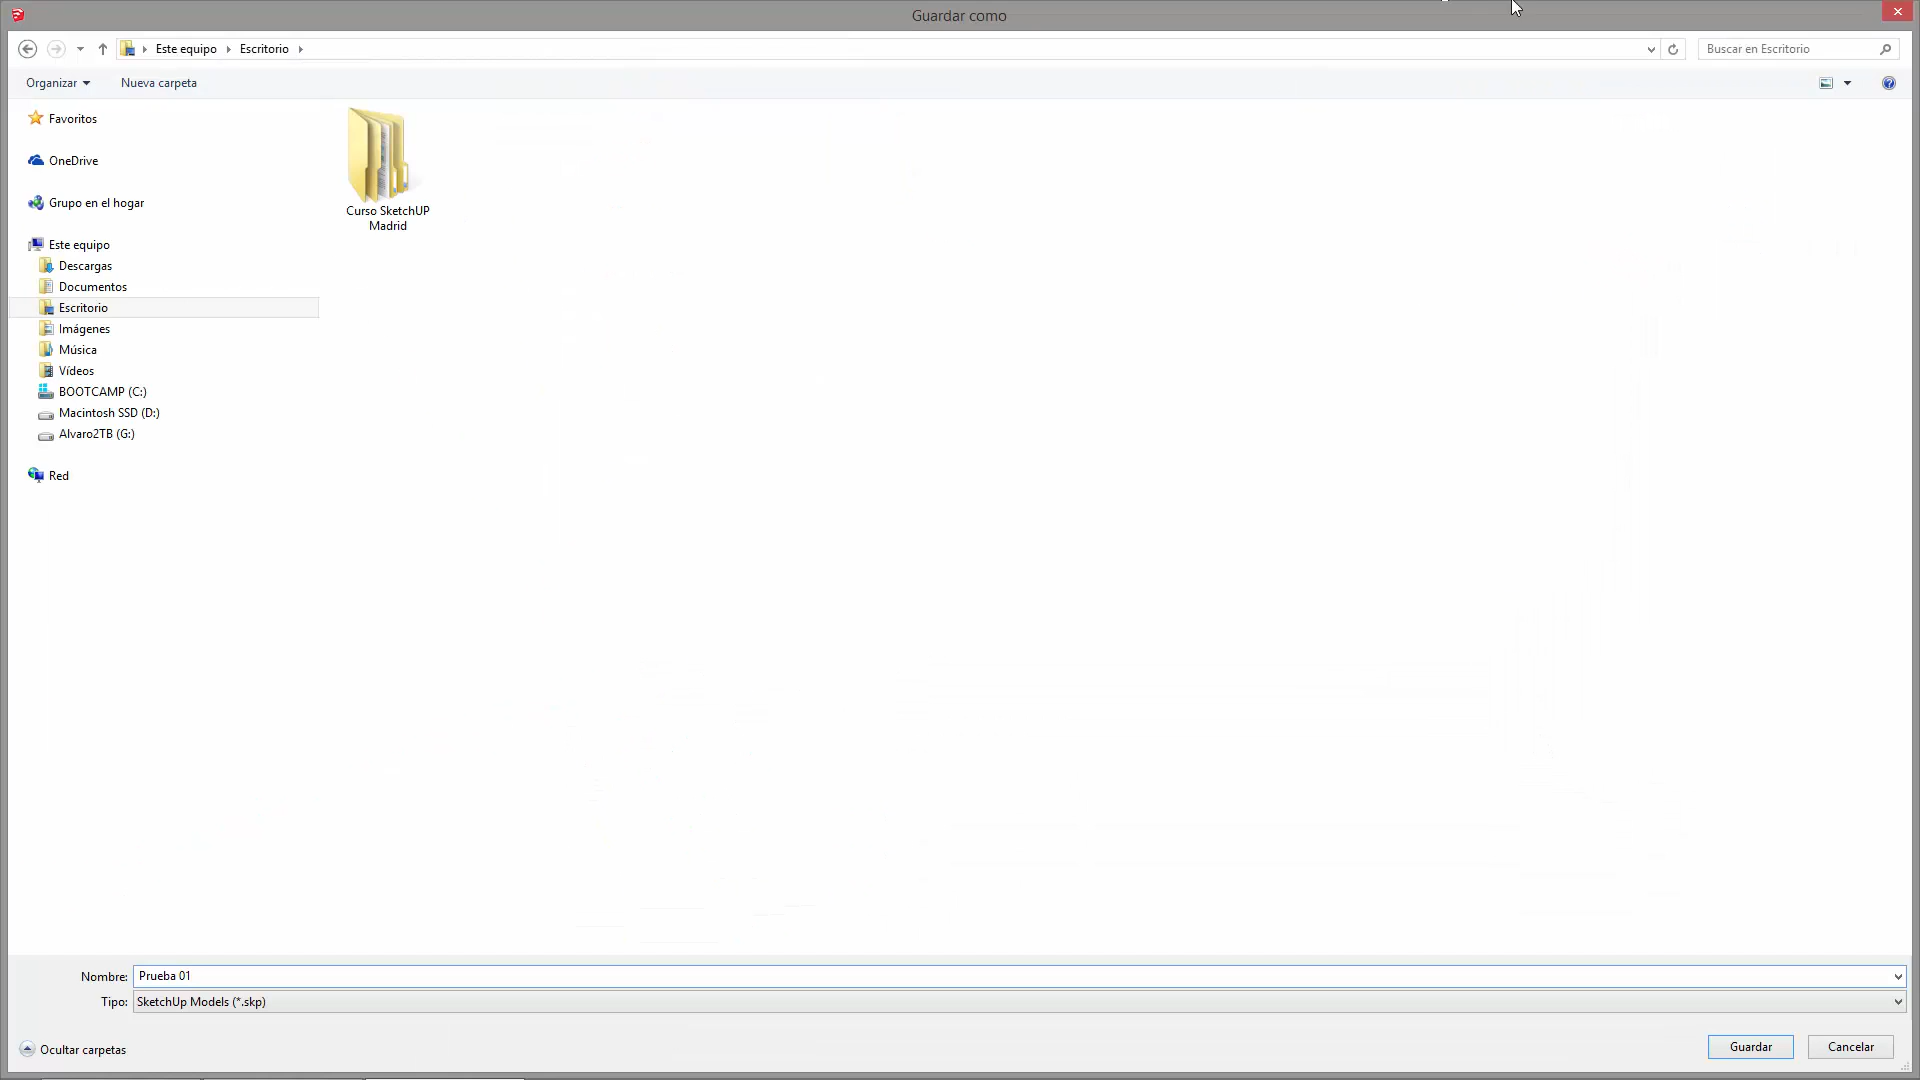 Guardar como
Este equipo Escritorio
Buscar en Escritorio
Organizar Nueva carpeta
Favoritos
OneDrive
Grupo en el hogar
Este equipo
Descargas
Documentos
Escritorio
Imágenes
Música
Vídeos
BOOTCAMP (C:)
Macintosh SSD (D:)
Alvaro2TB (G:)
Red
Curso SketchUP
Madrid
Nombre: Prueba 01
Tipo: SketchUp Models (*.skp)
Ocultar carpetas
Guardar Cancelar